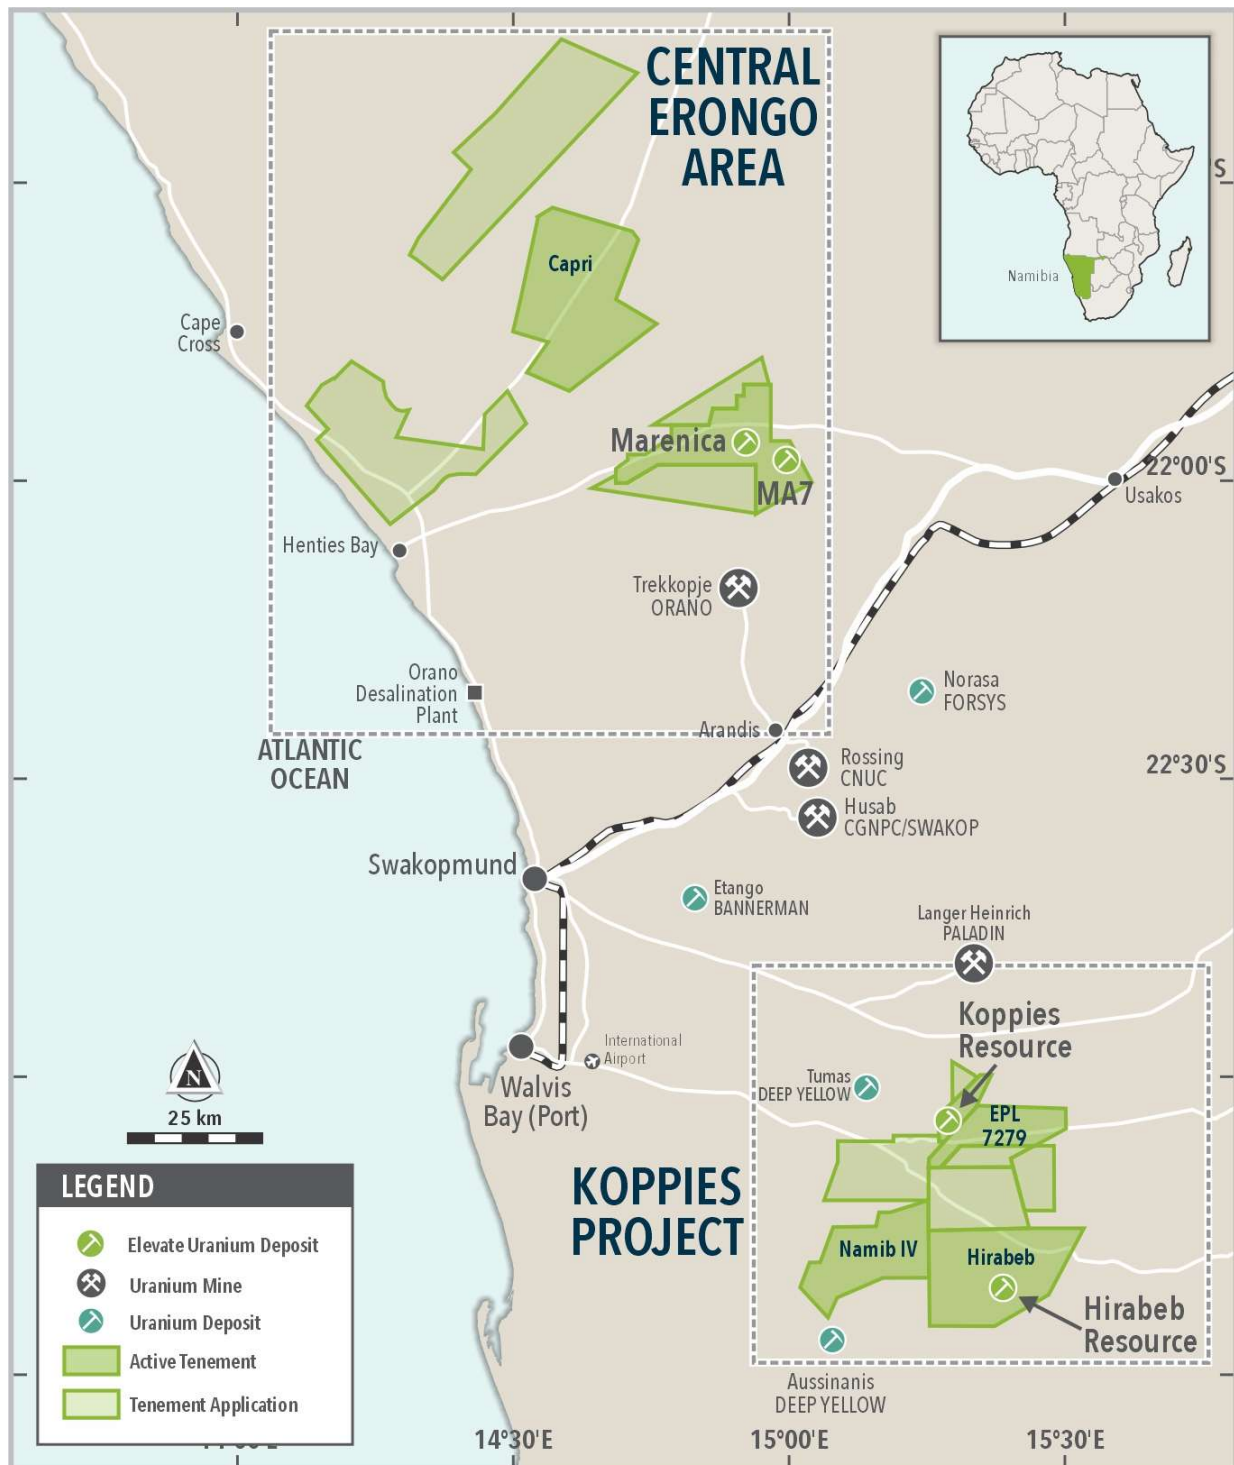 CENTRAL
ERONGO
AREA
S
Namibia
Capri
Cape
Cross
Marenica
MA7
22°00'S
Usakos
Henties Bay
Trekkopje
ORANO
Orano
Desalination
Plant
Norasa
FORSYS
Arandis
ATLANTIC
OCEAN
Rossing
CNUC
22°30'S
Husab
CGNPC/SWAKOP
Swakopmund
Etango
BANNERMAN
Langer Heinrich
PALADIN
Koppies
Resource
International
Airport
Walvis
Bay (Port)
Tumas
DEEP YELLOW
EPL
7279
N
25 km
KOPPIES
PROJECT
Namib IV
Hirabeb
Hirabeb
Resource
Aussinanis
DEEP YELLOW
LEGEND
Elevate Uranium Deposit
Uranium Mine
Uranium Deposit
Active Tenement
Tenement Application
14°30'E
15°00'E
15°30'E